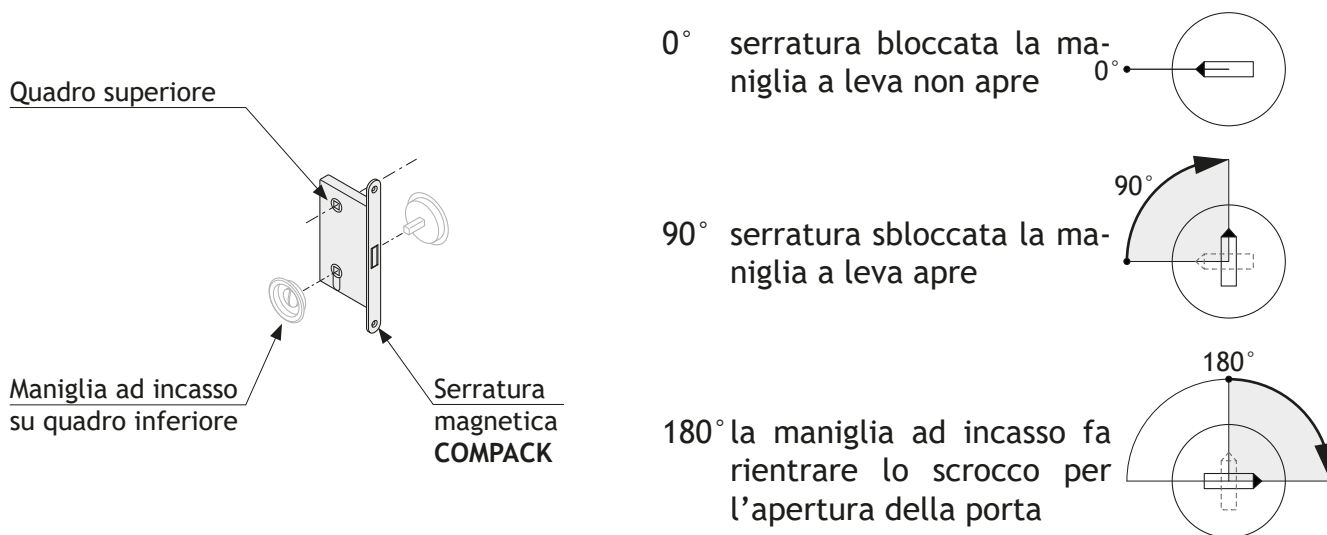 Quadro superiore
Maniglia ad incasso
su quadro inferiore
Serratura
magnetica
COMPACK
0° serratura bloccata la ma-
niglia a leva non apre
0°
90° serratura sbloccata la ma-
niglia a leva apre
90°
180° la maniglia ad incasso fa
rientrare lo scrocco per
l’apertura della porta
180°